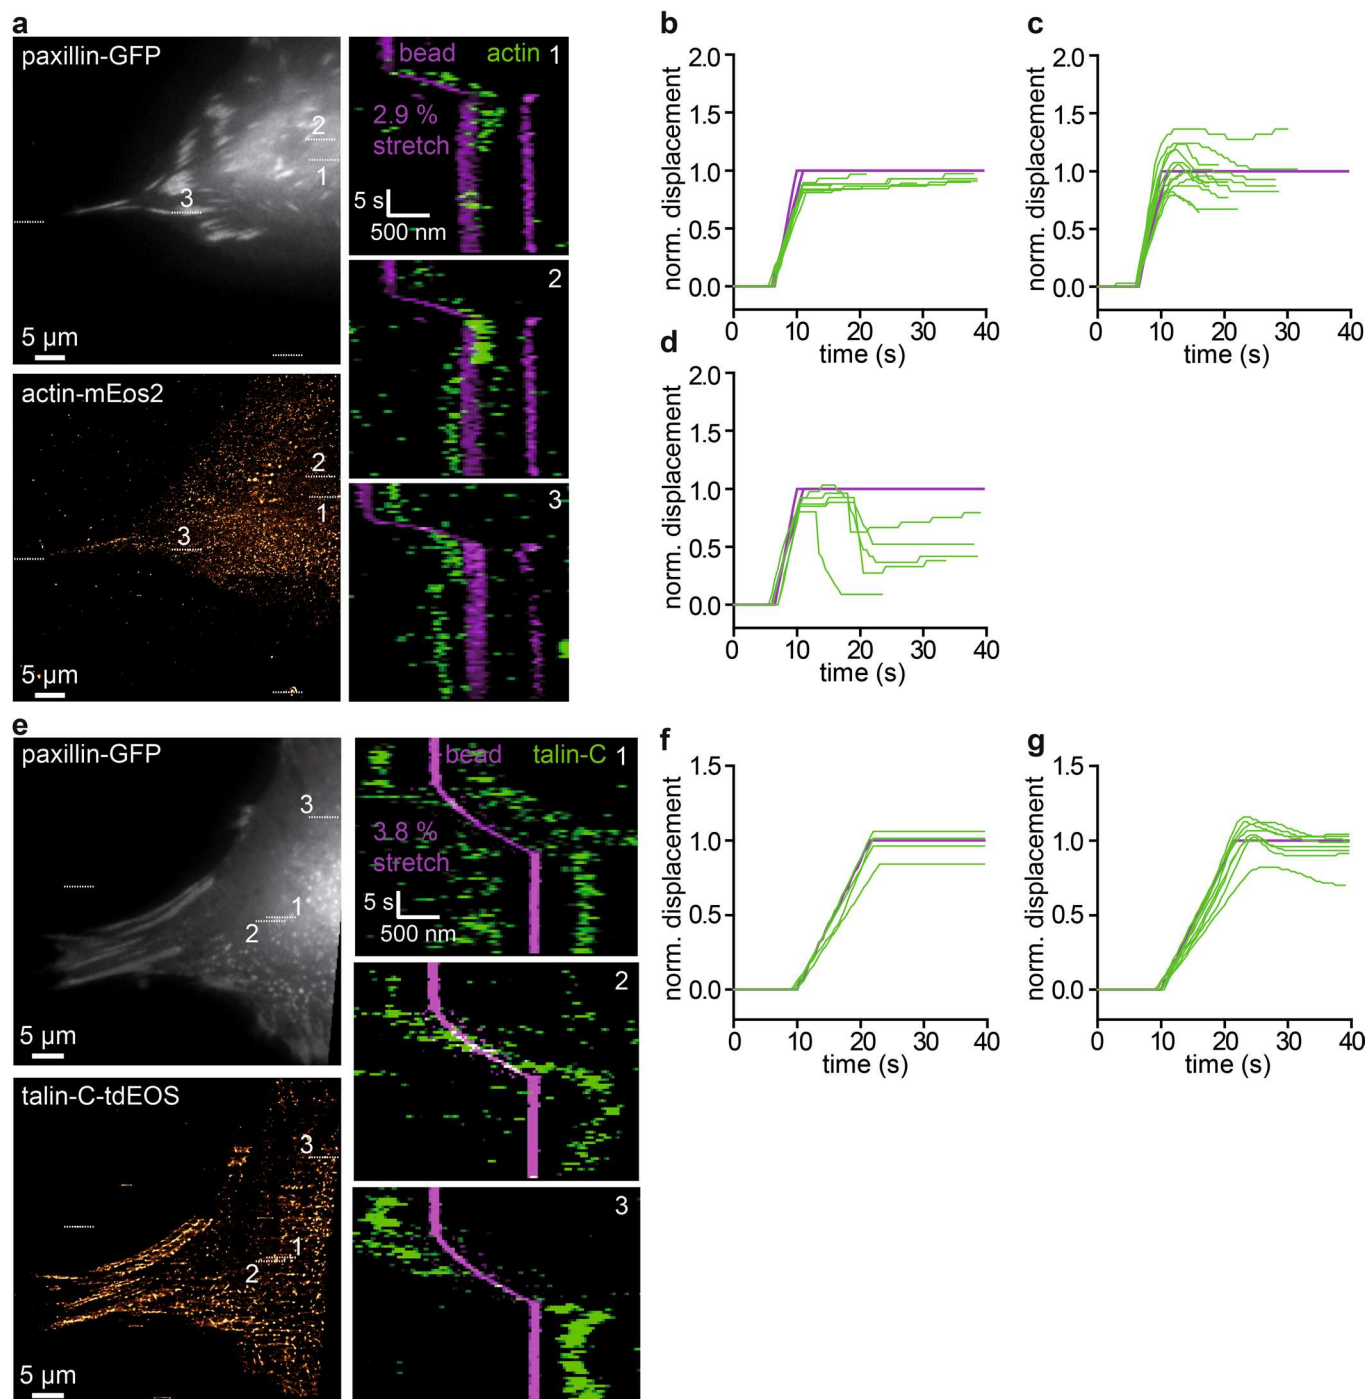 a
paxillin-GFP
2
1
3
5 µm
actin-mEos2
2
1
3
5 µm
bead actin 1
2.9 %
stretch
5 s
500 nm
2
3
b
norm. displacement
2.0
1.5
1.0
0.5
0.0
0 10 20 30 40
time (s)
c
norm. displacement
2.0
1.5
1.0
0.5
0.0
0 10 20 30 40
time (s)
d
norm. displacement
2.0
1.5
1.0
0.5
0.0
0 10 20 30 40
time (s)
e
paxillin-GFP
3
1
2
5 µm
talin-C-tdEOS
3
1
2
5 µm
bead talin-C 1
3.8 %
stretch
5 s
500 nm
2
3
f
norm. displacement
1.5
1.0
0.5
0.0
0 10 20 30 40
time (s)
g
norm. displacement
1.5
1.0
0.5
0.0
0 10 20 30 40
time (s)